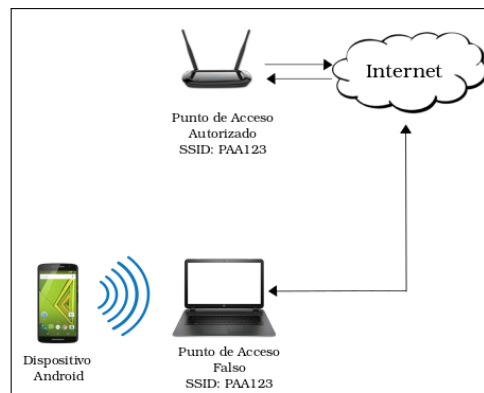 Internet
Punto de Acceso
Autorizado
SSID: PAA123
Dispositivo
Android
Punto de Acceso
Falso
SSID: PAA123